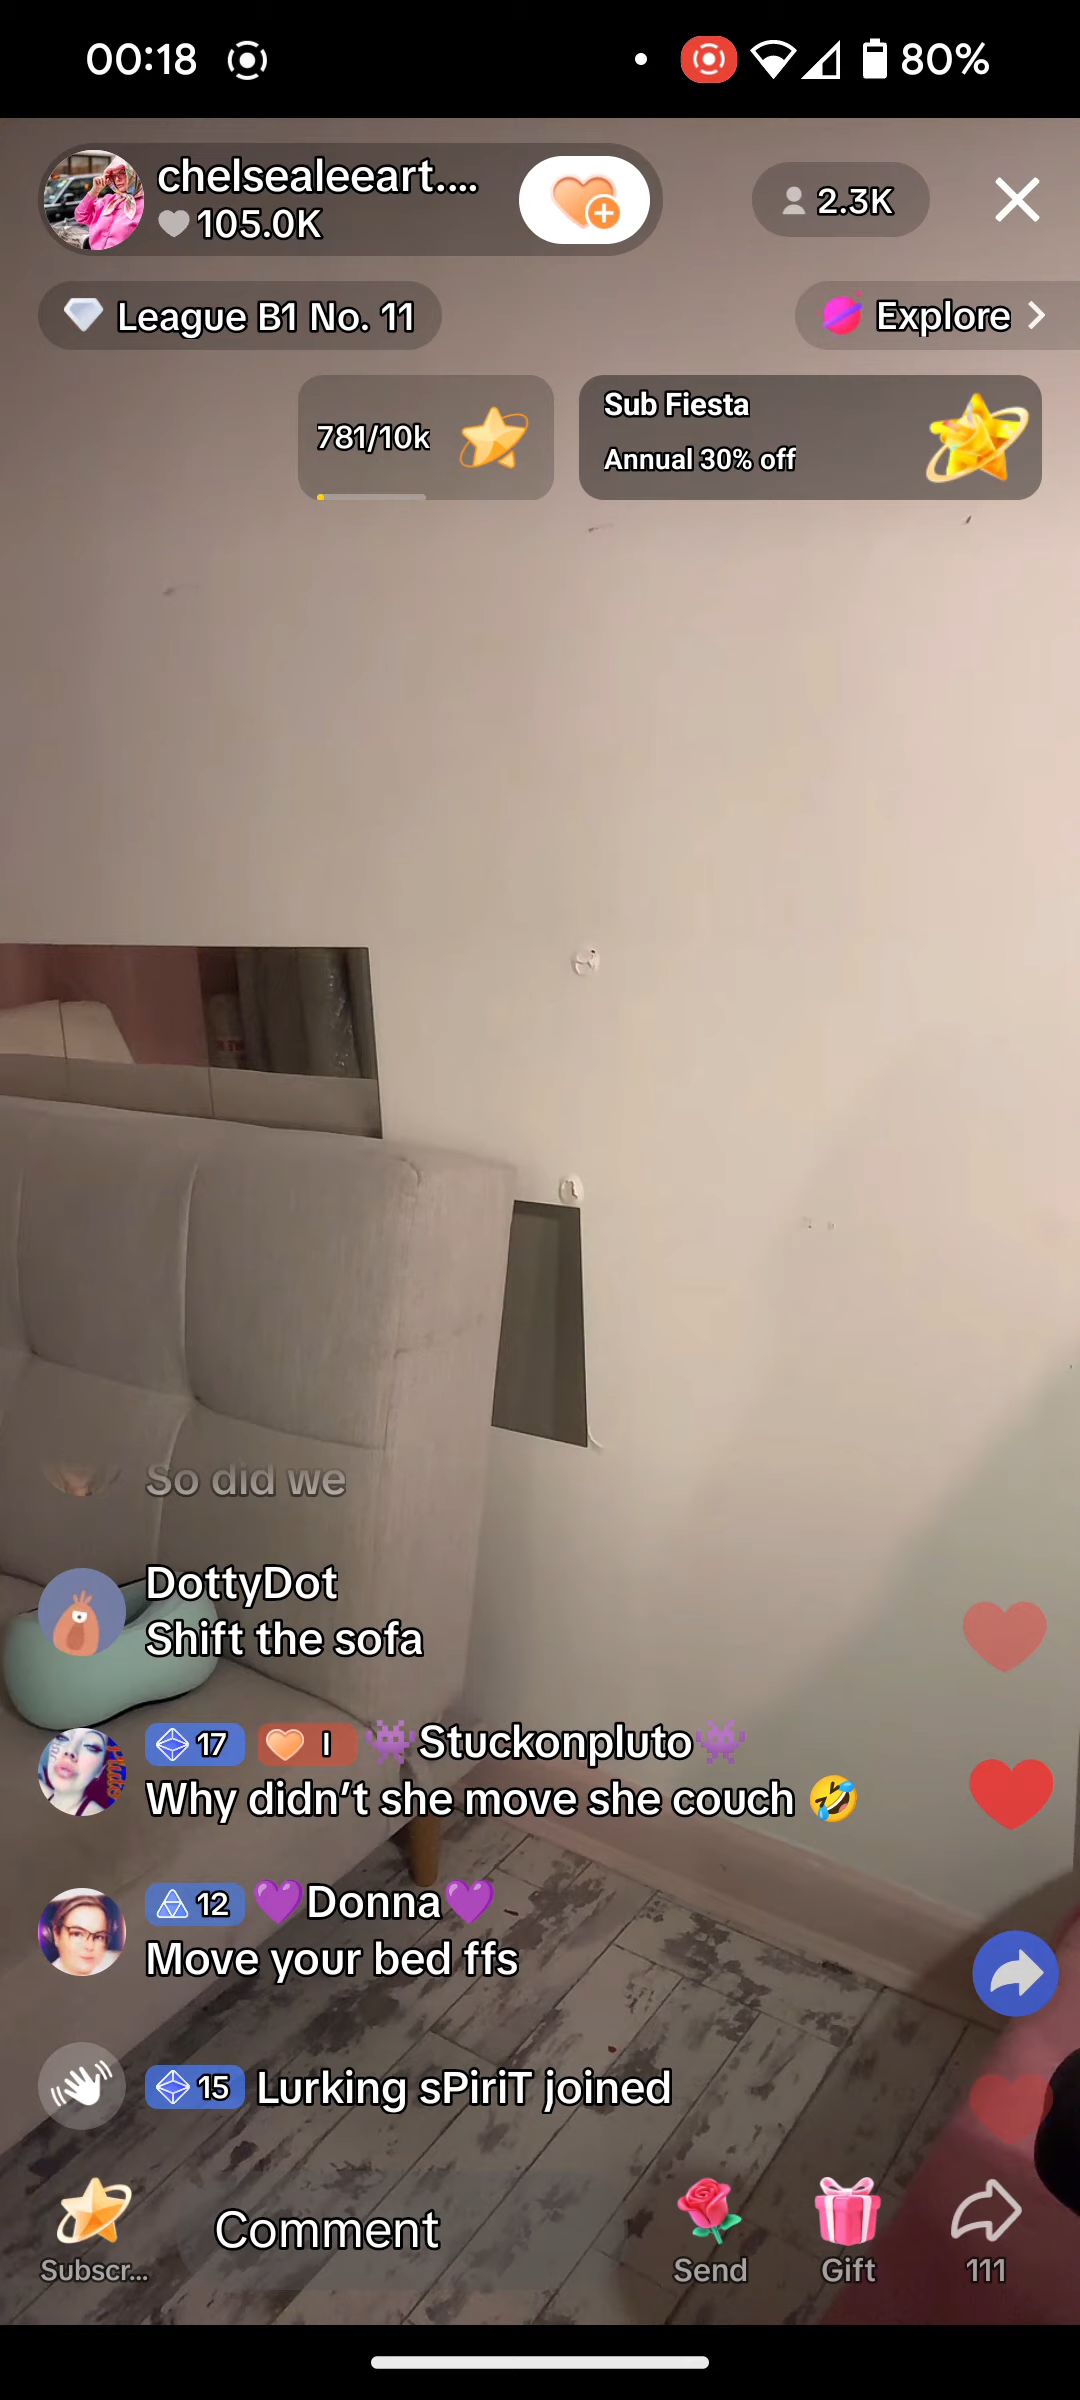 00:18
80%
chelsealeeart....
105.0K
2.3K
League B1 No. 11
Explore
781/10k
Sub Fiesta
Annual 30% off
So did we
DottyDot
Shift the sofa
17 I 👾Stuckonpluto👾
Why didn’t she move she couch 🤣
12 💜Donna💜
Move your bed ffs
15 Lurking sPiriT joined
Comment
Subscr...
Send
Gift
111